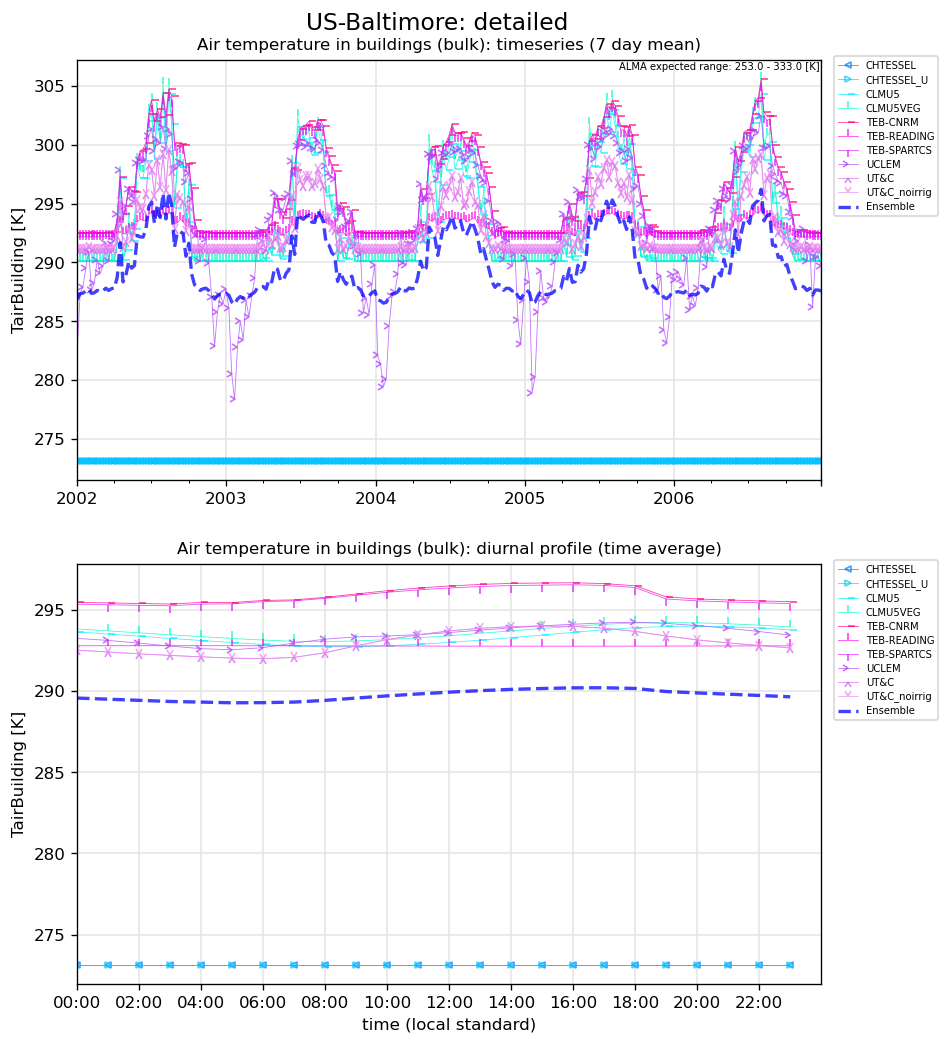 US-Baltimore: detailed
Air temperature in buildings (bulk): timeseries (7 day mean)
ALMA expected range: 253.0 - 333.0 [K]
305
300
295
290
285
280
275
TairBuilding [K]
2002
2003
2004
2005
2006
CHTESSEL
CHTESSEL_U
CLMU5
CLMU5VEG
TEB-CNRM
TEB-READING
TEB-SPARTCS
UCLEM
UT&C
UT&C_noirrig
Ensemble
Air temperature in buildings (bulk): diurnal profile (time average)
295
290
285
280
275
TairBuilding [K]
00:00
02:00
04:00
06:00
08:00
10:00
12:00
14:00
16:00
18:00
20:00
22:00
time (local standard)
CHTESSEL
CHTESSEL_U
CLMU5
CLMU5VEG
TEB-CNRM
TEB-READING
TEB-SPARTCS
UCLEM
UT&C
UT&C_noirrig
Ensemble